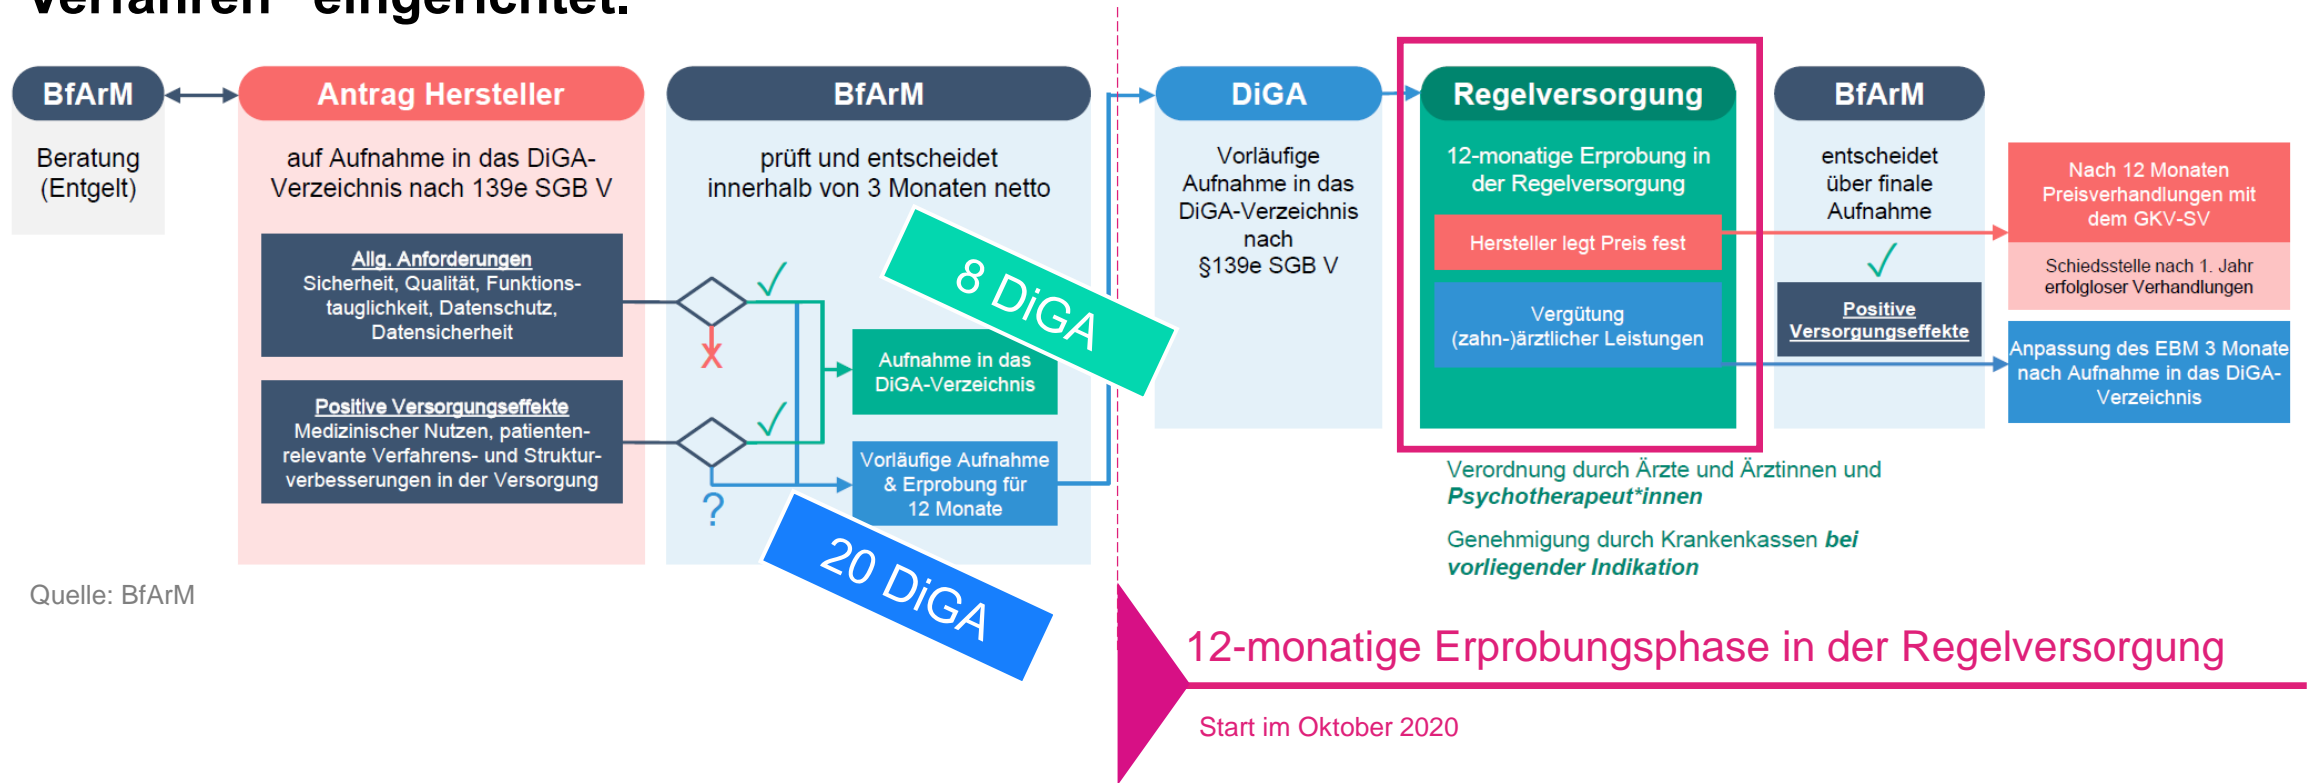 Verfahren“ eingerichtet.
BfArM
Beratung
(Entgelt)
Antrag Hersteller
auf Aufnahme in das DiGA-
Verzeichnis nach 139e SGB V
Allg. Anforderungen
Sicherheit, Qualität, Funktions-
tauglichkeit, Datenschutz,
Datensicherheit
Positive Versorgungseffekte
Medizinischer Nutzen, patienten-
relevante Verfahrens- und Struktur-
verbesserungen in der Versorgung
BfArM
prüft und entscheidet
innerhalb von 3 Monaten netto
X
?
Aufnahme in das
DiGA-Verzeichnis
Vorläufige Aufnahme
& Erprobung für
12 Monate
8 DiGA
20 DiGA
DiGA
Vorläufige
Aufnahme in das
DiGA-Verzeichnis
nach
§139e SGB V
Regelversorgung
12-monatige Erprobung in
der Regelversorgung
Hersteller legt Preis fest
Vergütung
(zahn-)ärztlicher Leistungen
BfArM
entscheidet
über finale
Aufnahme
Positive
Versorgungseffekte
Nach 12 Monaten
Preisverhandlungen mit
dem GKV-SV
Schiedsstelle nach 1. Jahr
erfolgloser Verhandlungen
Anpassung des EBM 3 Monate
nach Aufnahme in das DiGA-
Verzeichnis
Verordnung durch Ärzte und Ärztinnen und
Psychotherapeut*innen
Genehmigung durch Krankenkassen bei
vorliegender Indikation
Quelle: BfArM
12-monatige Erprobungsphase in der Regelversorgung
Start im Oktober 2020